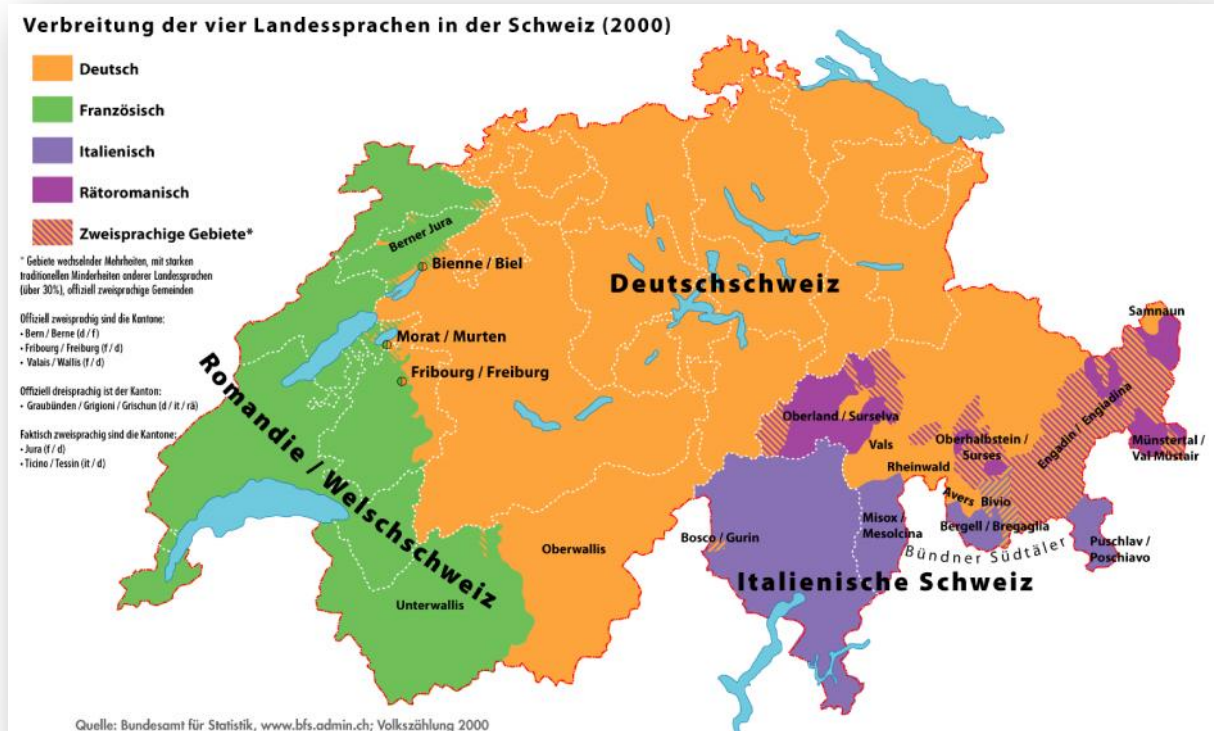 Verbreitung der vier Landessprachen in der Schweiz (2000)
Deutsch
Französisch
Italienisch
Rätoromanisch
Zweisprachige Gebiete*
* Gebiete wechselnder Mehrheiten, mit starken
traditionellen Minderheiten anderer Landessprachen
(über 30%), offiziell zweisprachige Gemeinden
Offiziell zweisprachig sind die Kantone:
• Bern / Berne (d / f)
• Fribourg / Freiburg (f / d)
• Valais / Wallis (f / d)
Offiziell dreisprachig ist der Kanton:
• Graubünden / Grigioni / Grischun (d / it / rä)
Faktisch zweisprachig sind die Kantone:
• Jura (f / d)
• Ticino / Tessin (it / d)
Berner Jura
Bienne / Biel
Morat / Murten
Fribourg / Freiburg
Romandie / Welschschweiz
Unterwallis
Oberwallis
Deutschschweiz
Samnaun
Oberland / Surselva
Vals
Rheinwald
Oberhalbstein /
Surses
Engadin / Engiadina
Münstertal /
Val Müstair
Avers
Bivio
Bergell / Bregaglia
Puschlav /
Poschiavo
Misox /
Mesolcina
Bosco / Gurin
Bündner Südtäler
Italienische Schweiz
Quelle: Bundesamt für Statistik, www.bfs.admin.ch; Volkszählung 2000